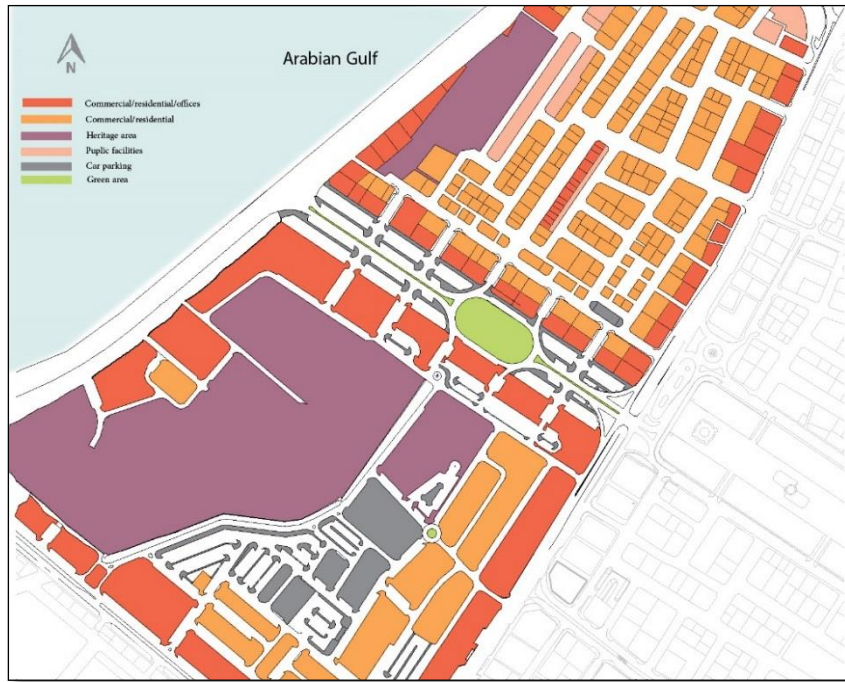 Arabian Gulf
N
Commercial/residential/offices
Commercial/residential
Heritage area
Puplic facilities
Car parking
Green area